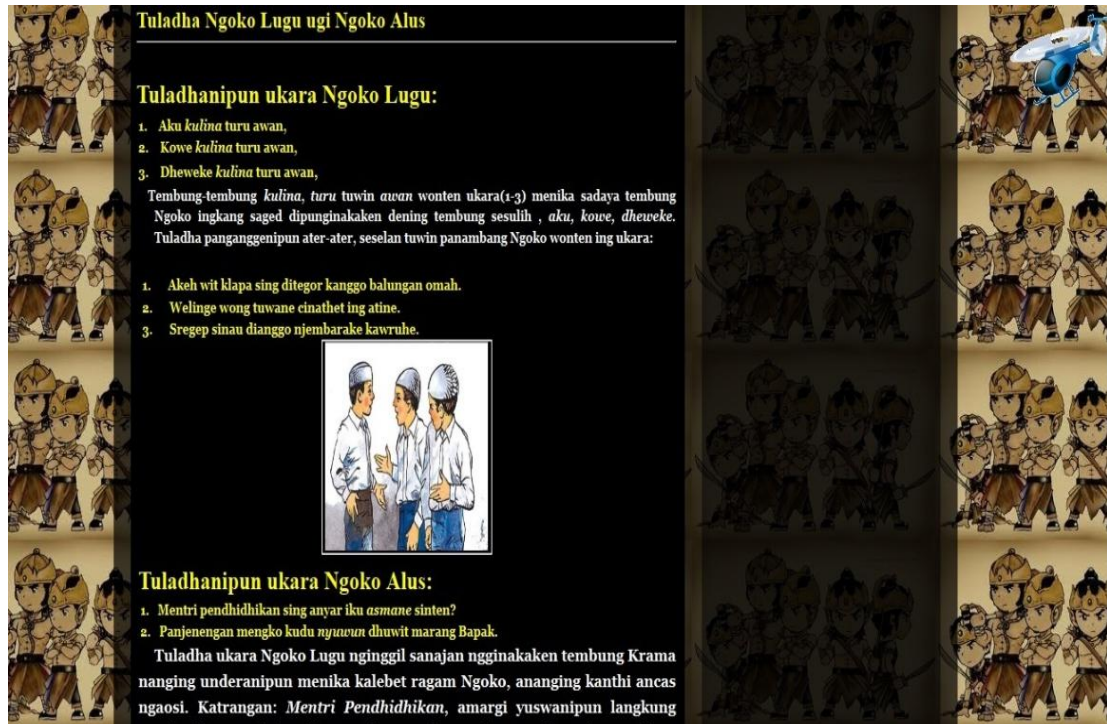 Tuladha Ngoko Lugu ugi Ngoko Alus
Tuladhanipun ukara Ngoko Lugu:
1. Aku kulina turu awan,
2. Kowe kulina turu awan,
3. Dheweke kulina turu awan,
Tembung-tembung kulina, turu tuwin awan wonten ukara(1-3) menika sadaya tembung
Ngoko ingkang saged dipunginakaken dening tembung sesulih , aku, kowe, dheweke.
Tuladha panganggenipun ater-ater, seselan tuwin panambang Ngoko wonten ing ukara:
1. Akeh wit klapa sing ditegor kanggo balungan omah.
2. Welinge wong tuwane cinathet ing atine.
3. Sregep sinau dianggo njembarake kawruhe.
Tuladhanipun ukara Ngoko Alus:
1. Mentri pendhidhikan sing anyar iku asmane sinten?
2. Panjenengan mengko kudu nyuwun dhuwit marang Bapak.
Tuladha ukara Ngoko Lugu nginggil sanajan ngginakaken tembung Krama
nanging underanipun menika kalebet ragam Ngoko, ananging kanthi ancas
ngaosi. Katrangan: Mentri Pendhidhikan, amargi yuswanipun langkung